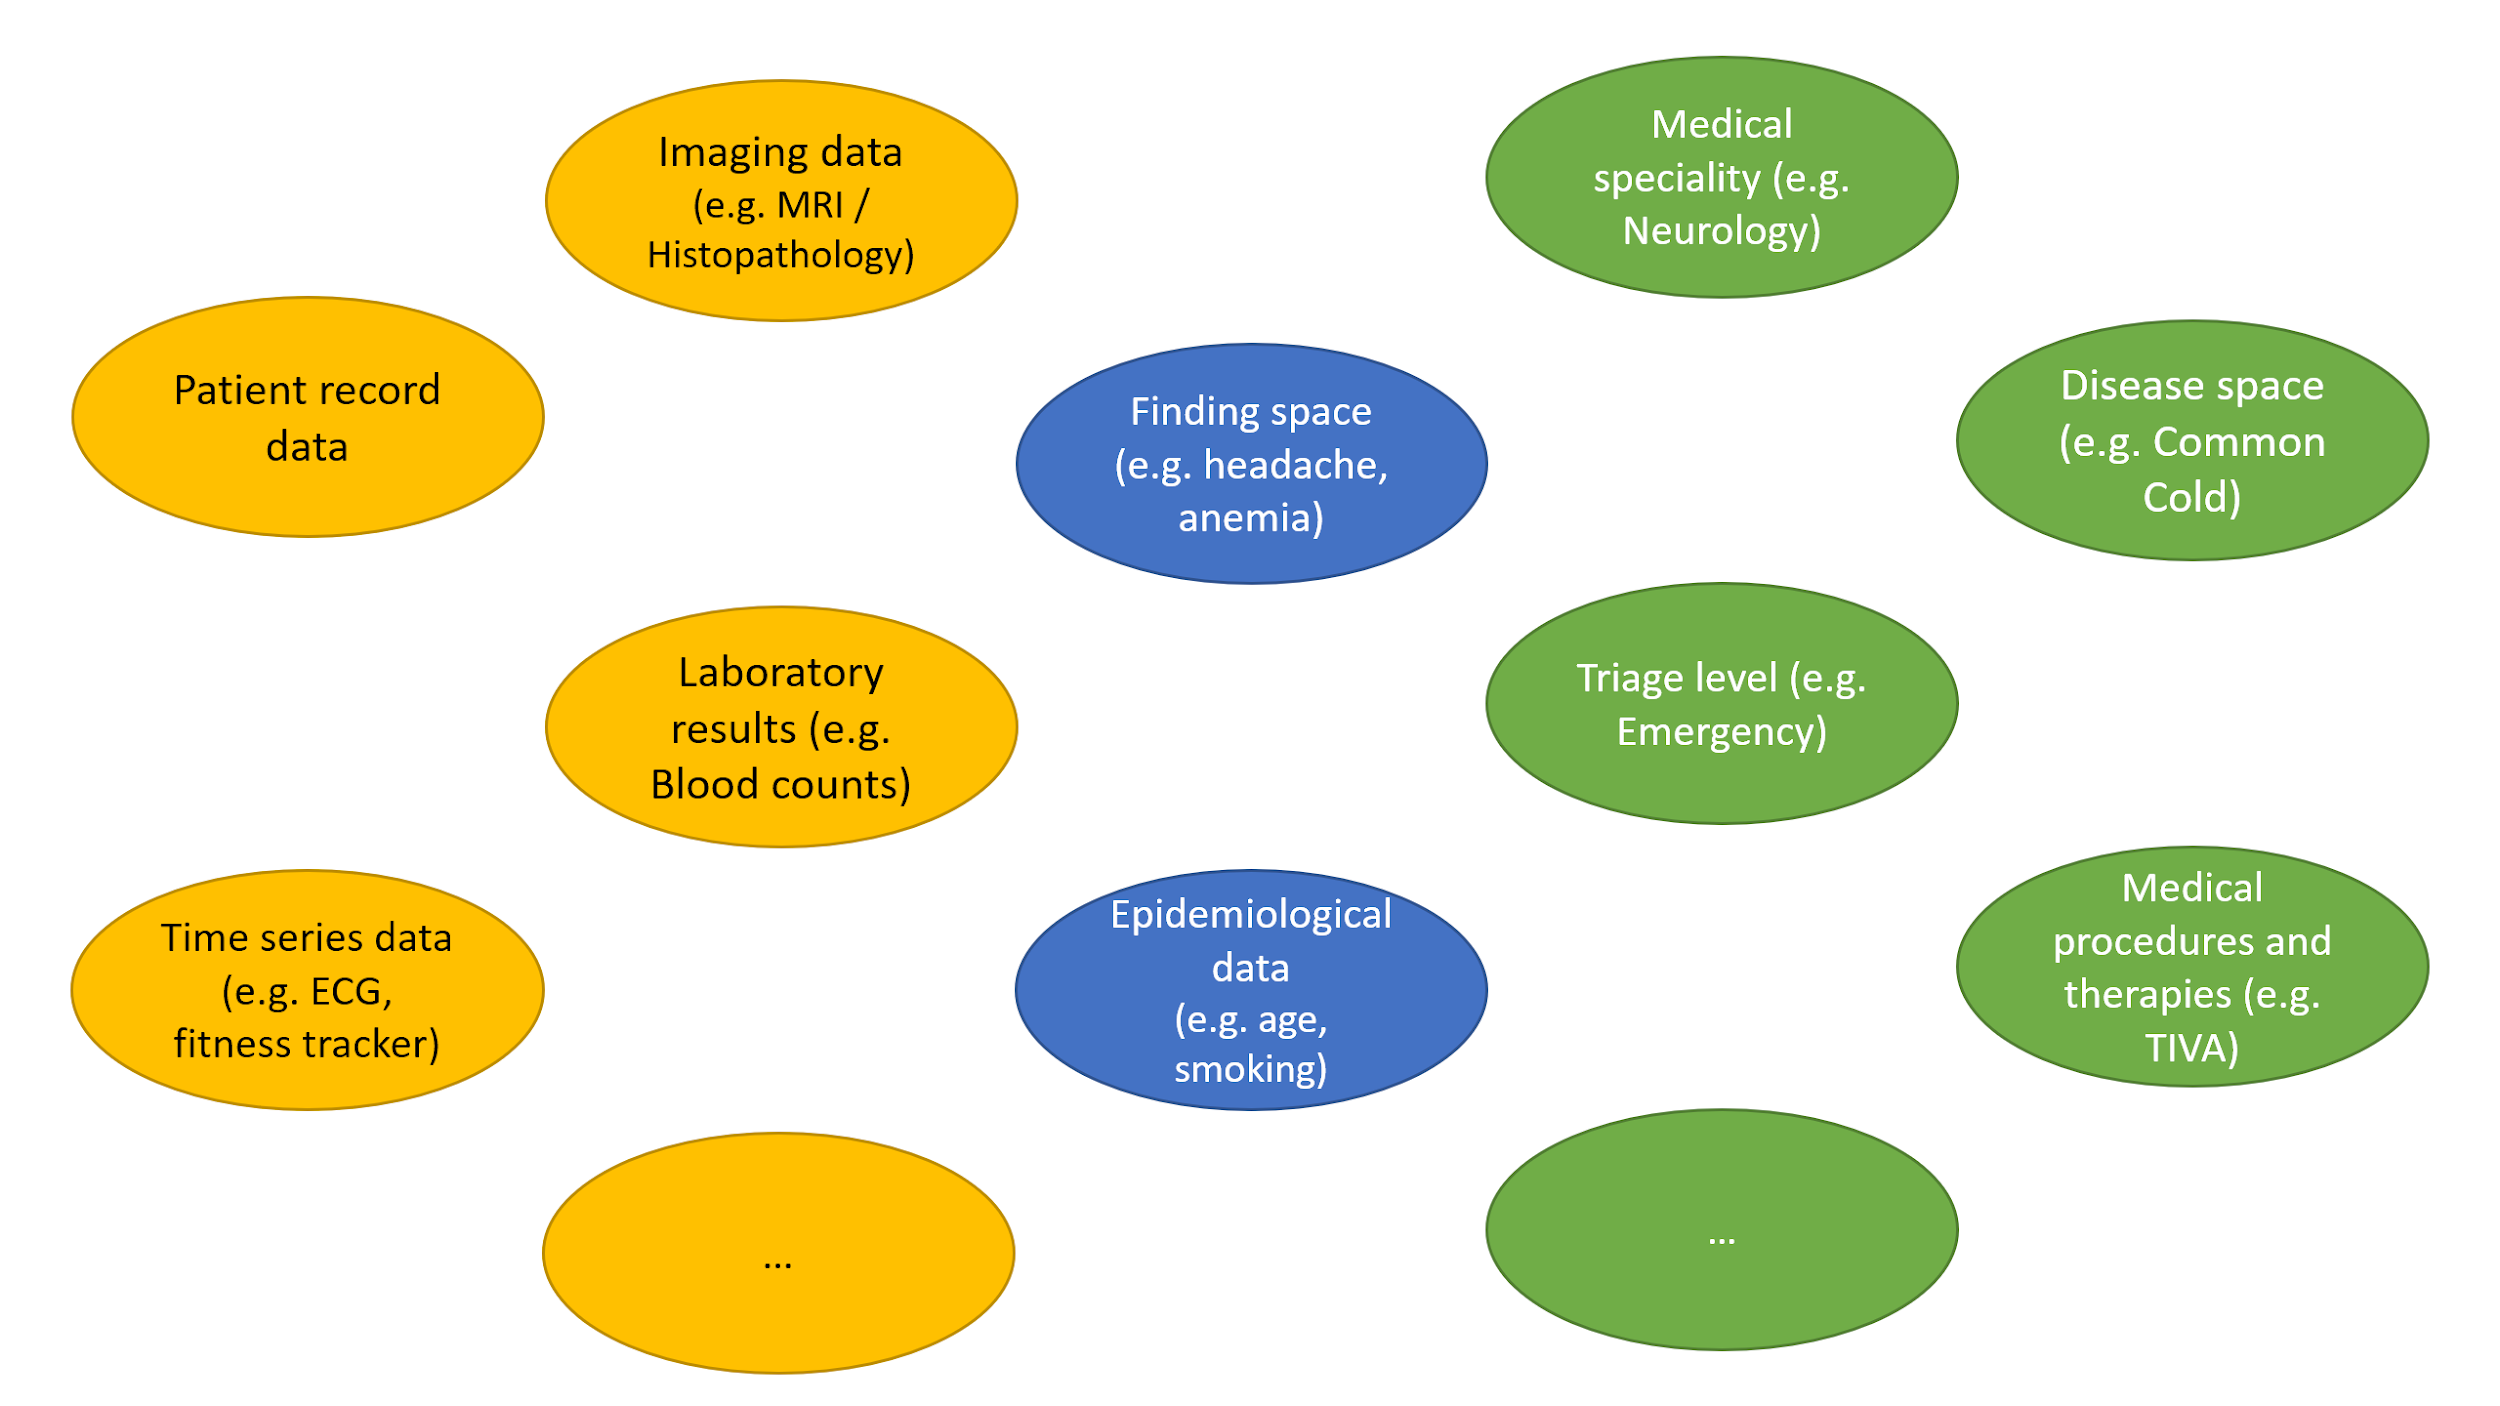 Imaging data
(e.g. MRI /
Histopathology)
Medical
speciality (e.g.
Neurology)
Patient record
data
Finding space
(e.g. headache,
anemia)
Disease space
(e.g. Common
Cold)
Laboratory
results (e.g.
Blood counts)
Triage level (e.g.
Emergency)
Time series data
(e.g. ECG,
fitness tracker)
Epidemiological
data
(e.g. age,
smoking)
Medical
procedures and
therapies (e.g.
TIVA)
...
...